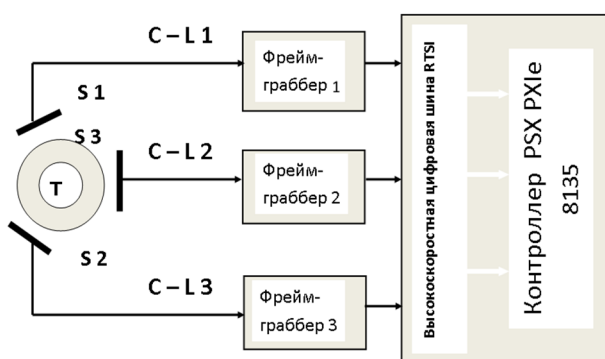 C – L 1
Фрейм-
граббер 1
S 1
S 3
T
C – L 2
Фрейм-
граббер 2
S 2
C – L 3
Фрейм-
граббер 3
Высокоскоростная цифровая шина RTSI
Контроллер PSX PXIe
8135